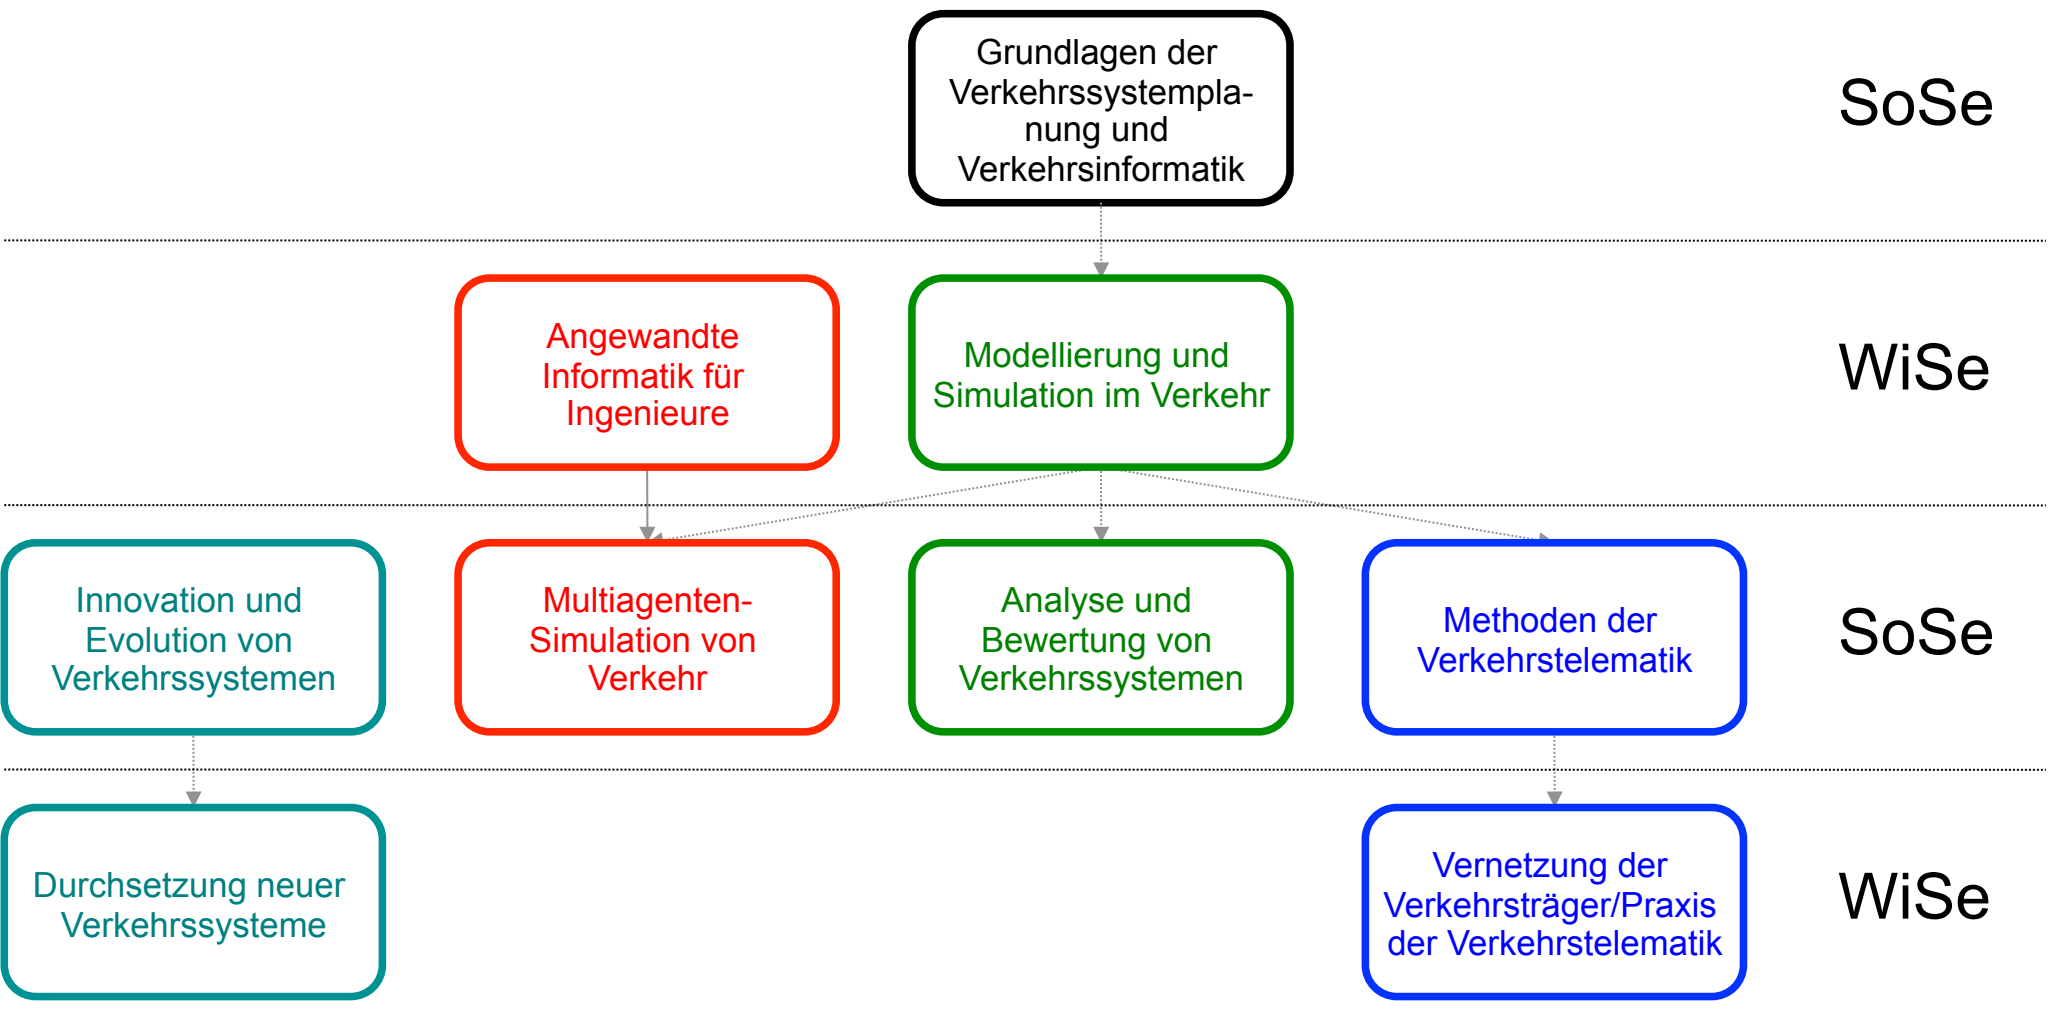 Grundlagen der
Verkehrssystempla-
nung und
Verkehrsinformatik
SoSe
Angewandte
Informatik für
Ingenieure
Modellierung und
Simulation im Verkehr
WiSe
Innovation und
Evolution von
Verkehrssystemen
Multiagenten-
Simulation von
Verkehr
Analyse und
Bewertung von
Verkehrssystemen
Methoden der
Verkehrstelematik
SoSe
Durchsetzung neuer
Verkehrssysteme
Vernetzung der
Verkehrsträger/Praxis
der Verkehrstelematik
WiSe